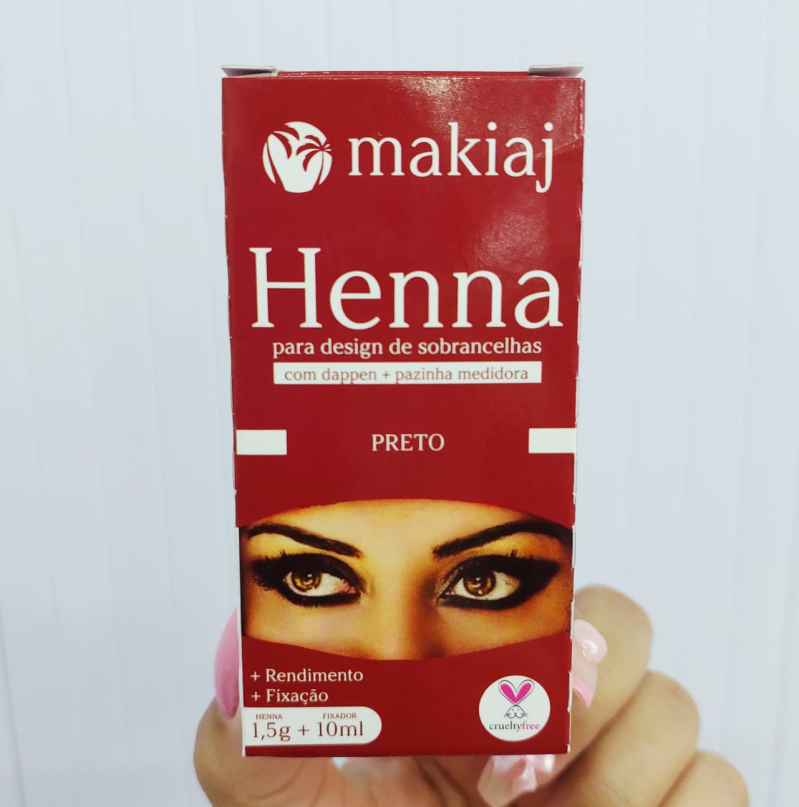 makiaj
Henna
para design de sobrancelhas
com dappen + pazinha medidora
PRETO
+ Rendimento
+ Fixação
HENNA FIXADOR
1,5g + 10ml
crueltyfree